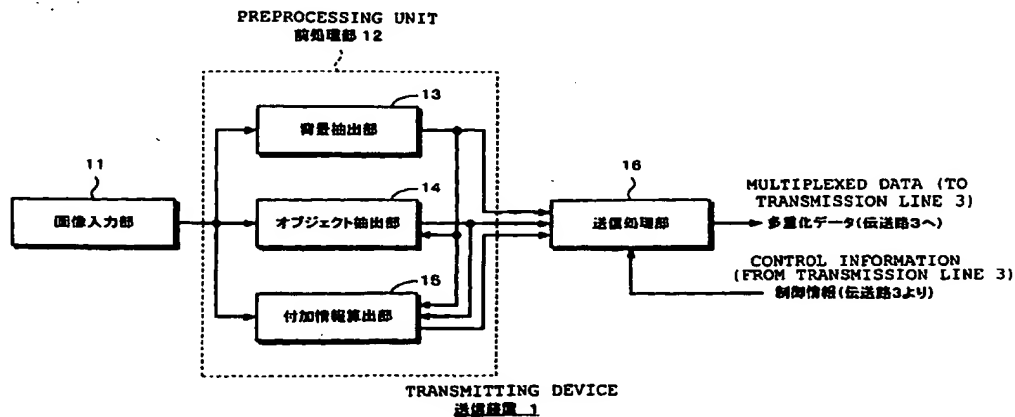 PREPROCESSING UNIT
前処理部 12
13
背景抽出部
11
画像入力部
14
オブジェクト抽出部
15
付加情報算出部
16
送信処理部
MULTIPLEXED DATA (TO
TRANSMISSION LINE 3)
多重化データ(伝送路3へ)
CONTROL INFORMATION
(FROM TRANSMISSION LINE 3)
制御情報(伝送路3より)
TRANSMITTING DEVICE
送信装置 1